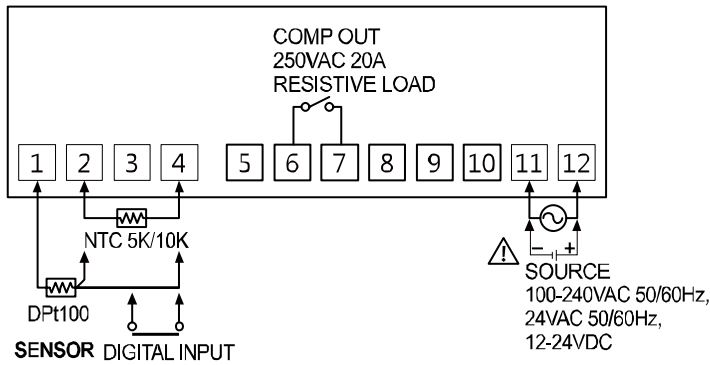 COMP OUT
250VAC 20A
RESISTIVE LOAD
1 2 3 4 5 6 7 8 9 10 11 12
NTC 5K/10K
DPt100
SENSOR DIGITAL INPUT
− +
SOURCE
100-240VAC 50/60Hz,
24VAC 50/60Hz,
12-24VDC